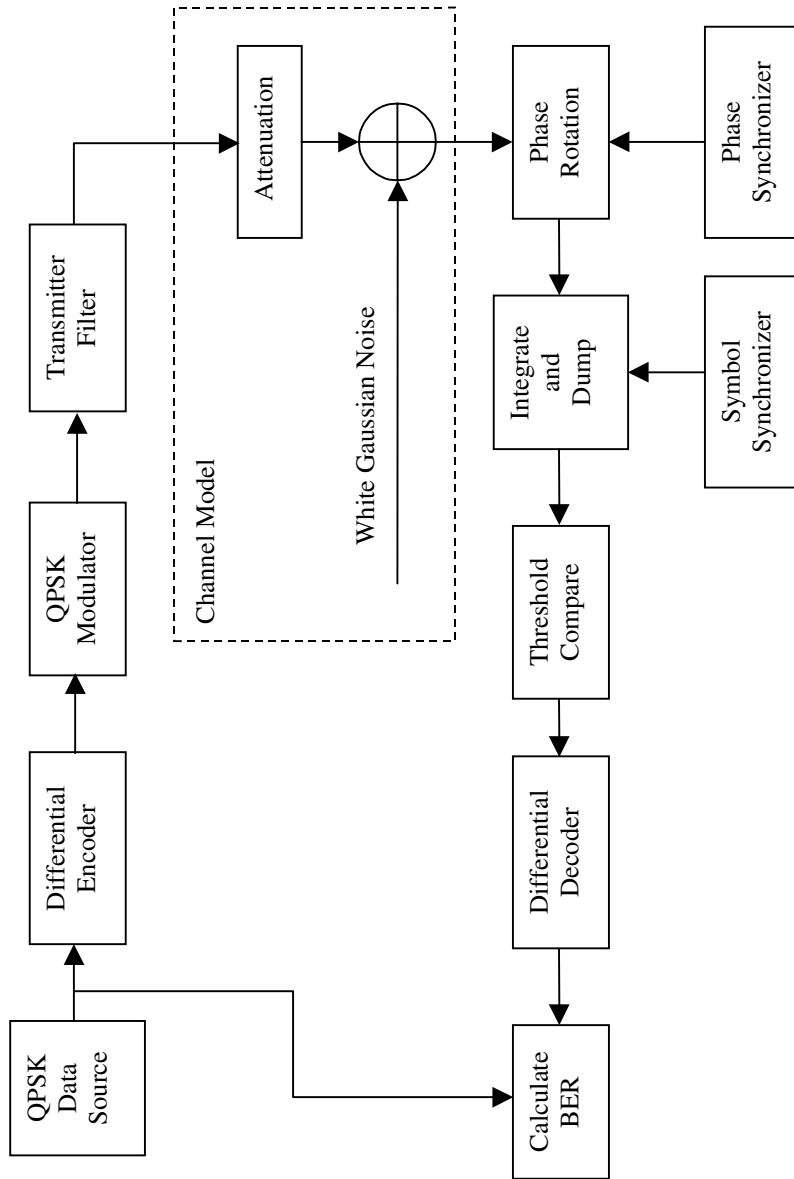 QPSK
Data
Source
Differential
Encoder
QPSK
Modulator
Transmitter
Filter
Channel Model
Attenuation
White Gaussian Noise
Calculate
BER
Differential
Decoder
Threshold
Compare
Integrate
and
Dump
Phase
Rotation
Symbol
Synchronizer
Phase
Synchronizer